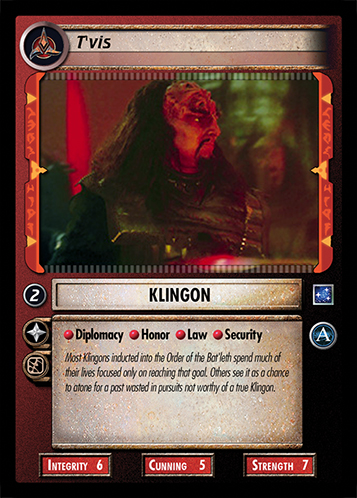 T'vis
2
KLINGON
Diplomacy Honor Law Security
A
Most Klingons inducted into the Order of the Bat'leth spend much of
their lives focused only on reaching that goal. Others see it as a chance
to atone for a past wasted in pursuits not worthy of a true Klingon.
INTEGRITY 6 CUNNING 5 STRENGTH 7